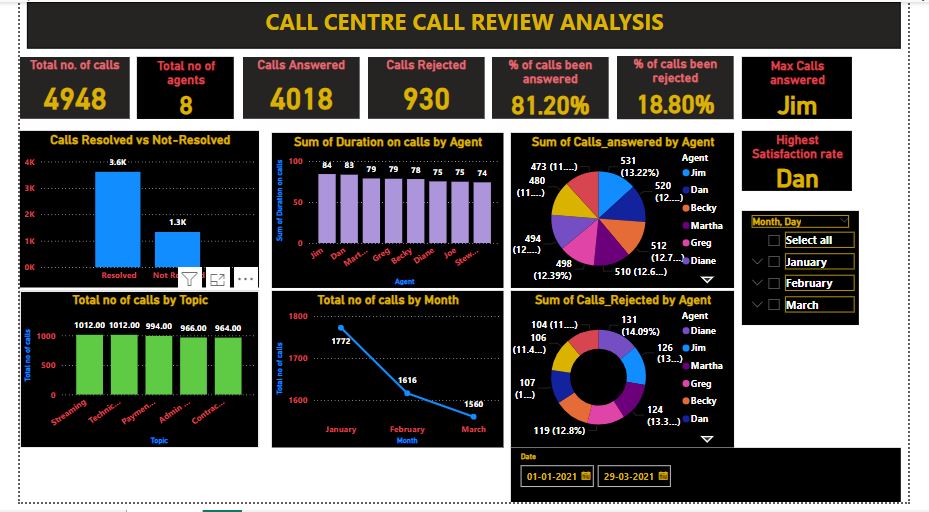 CALL CENTRE CALL REVIEW ANALYSIS
Total no. of calls
4948
Total no of
agents
8
Calls Answered
4018
Calls Rejected
930
% of calls been
answered
81.20%
% of calls been
rejected
18.80%
Max Calls
answered
Jim
Calls Resolved vs Not-Resolved
4K
3K
2K
1K
0K
3.6K
1.3K
Resolved
Sum of Duration on calls by Agent
Sum of Duration on calls
100
50
0
84
83
79
79
78
75
75
74
Jim
Dan
Mart...
Greg
Becky
Diane
Joe
Stew...
Agent
Sum of Calls_answered by Agent
531
(13.22%)
520
(12....)
512
(12.7...)
510 (12.6...)
498
(12.39%)
494
(12....)
480
(11....)
473 (11....)
Agent
Jim
Dan
Becky
Martha
Greg
Diane
Highest
Satisfaction rate
Dan
Month, Day
Select all
January
February
March
Total no of calls by Topic
Total no of calls
1000
500
0
1012.00
1012.00
994.00
966.00
964.00
Streaming
Technic...
Paymen...
Admin ...
Contrac...
Topic
Total no of calls by Month
Total no of calls
1800
1700
1600
1772
1616
1560
January
February
March
Month
Sum of Calls_Rejected by Agent
131
(14.09%)
126
(13....)
124
(13.3...)
119 (12.8%)
107
(1...)
106
(11.4...)
104 (11....)
Agent
Diane
Jim
Martha
Greg
Becky
Dan
Date
01-01-2021
29-03-2021